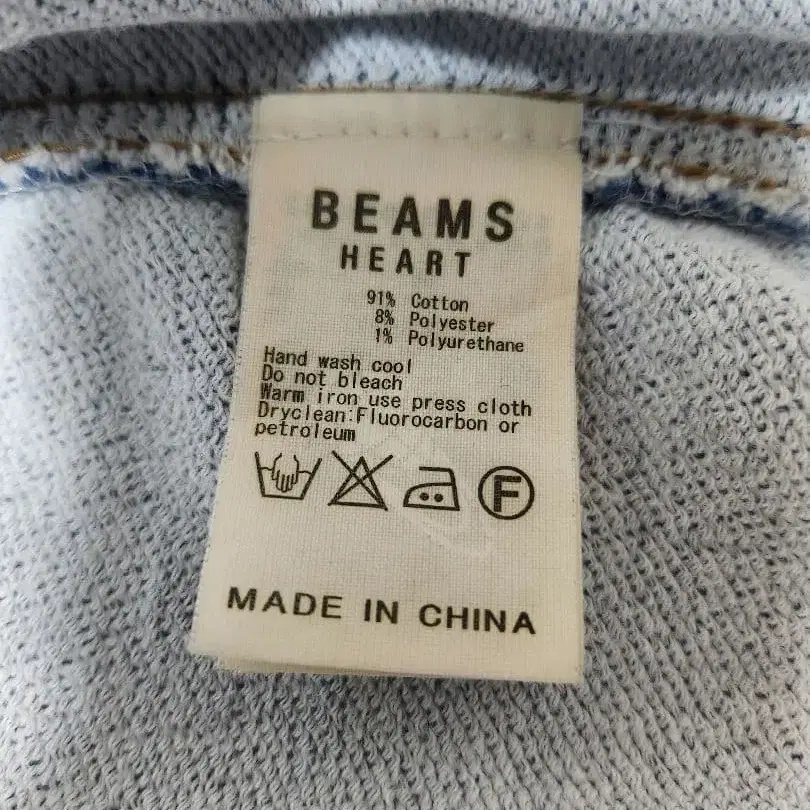 BEAMS
HEART
91% Cotton
8% Polyester
1% Polyurethane
Hand wash cool
Do not bleach
Warm iron use press cloth
Dryclean:Fluorocarbon or
petroleum
F
MADE IN CHINA